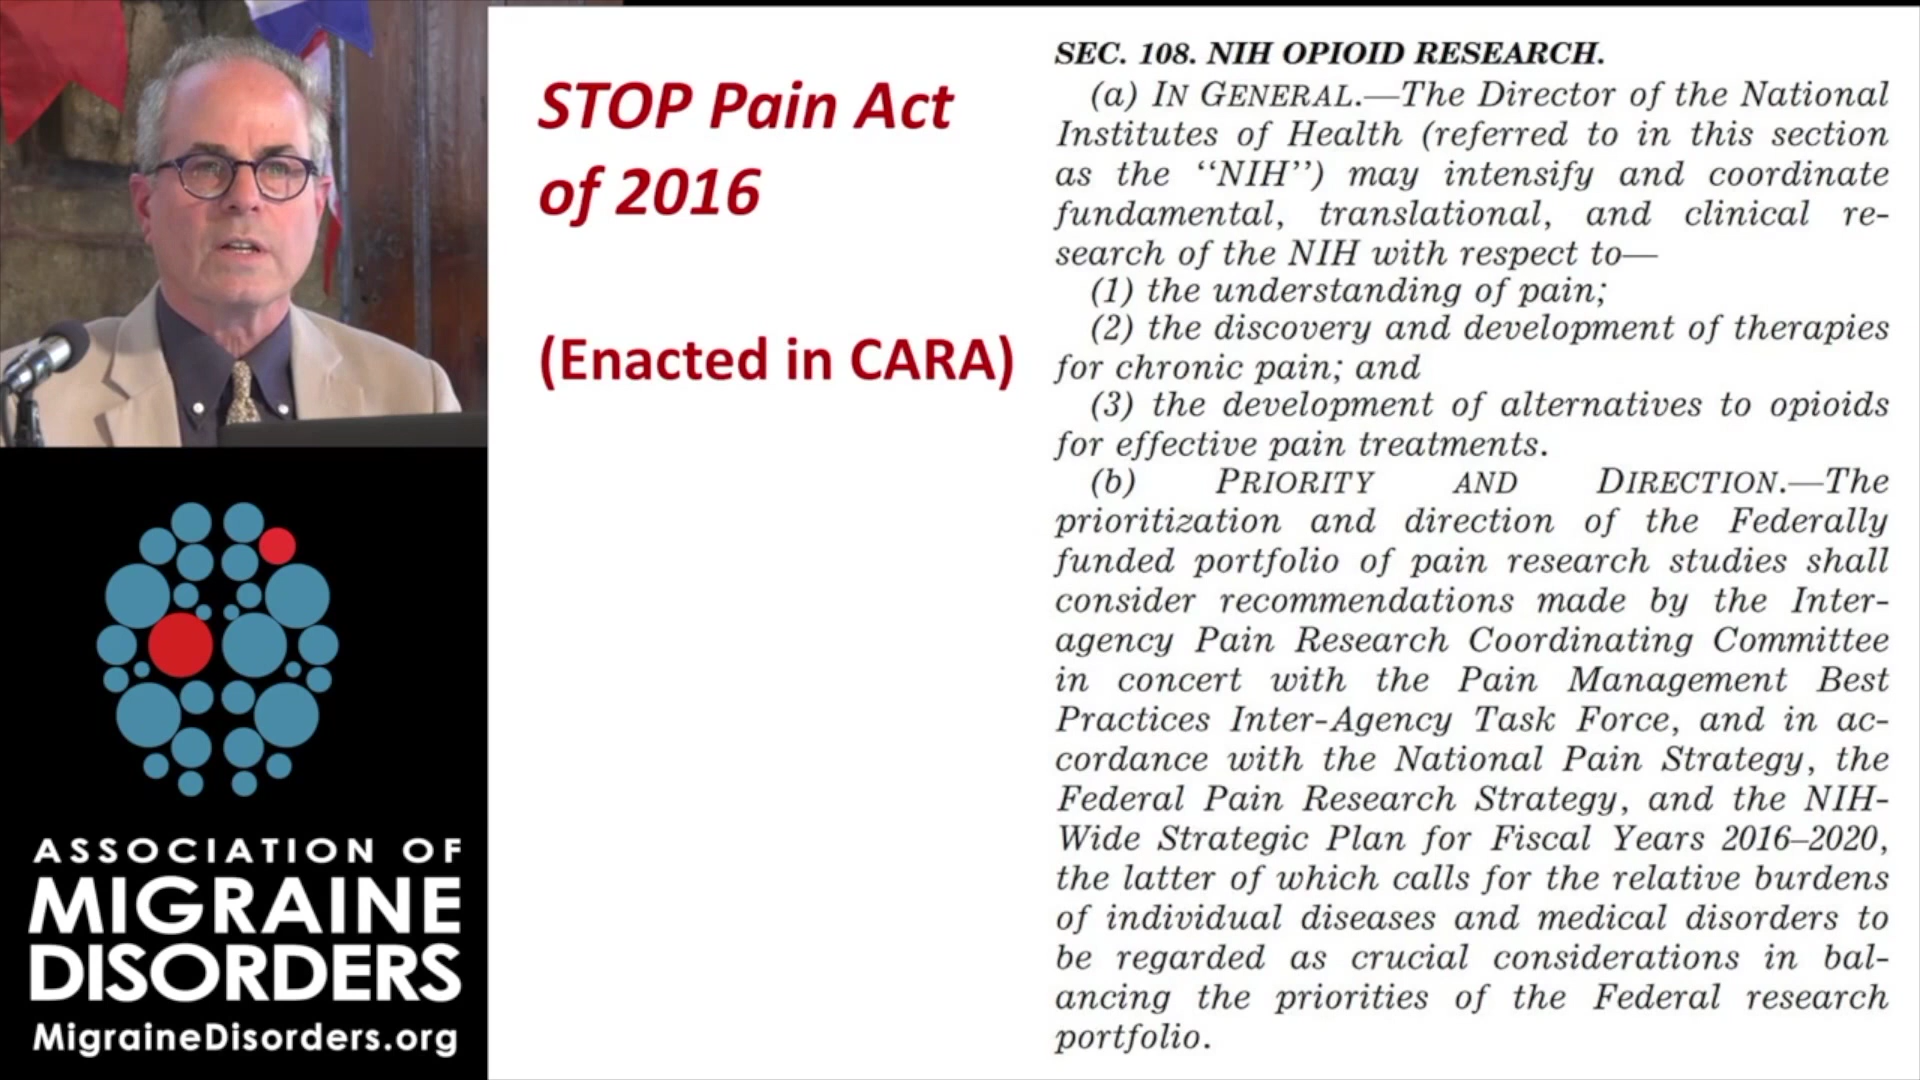 STOP Pain Act
of 2016
(Enacted in CARA)
SEC. 108. NIH OPIOID RESEARCH.
(a) IN GENERAL.—The Director of the National
Institutes of Health (referred to in this section
as the ‘‘NIH’’) may intensify and coordinate
fundamental, translational, and clinical re-
search of the NIH with respect to—
(1) the understanding of pain;
(2) the discovery and development of therapies
for chronic pain; and
(3) the development of alternatives to opioids
for effective pain treatments.
(b) PRIORITY AND DIRECTION.—The
prioritization and direction of the Federally
funded portfolio of pain research studies shall
consider recommendations made by the Inter-
agency Pain Research Coordinating Committee
in concert with the Pain Management Best
Practices Inter-Agency Task Force, and in ac-
cordance with the National Pain Strategy, the
Federal Pain Research Strategy, and the NIH-
Wide Strategic Plan for Fiscal Years 2016–2020,
the latter of which calls for the relative burdens
of individual diseases and medical disorders to
be regarded as crucial considerations in bal-
ancing the priorities of the Federal research
portfolio.
ASSOCIATION OF
MIGRAINE
DISORDERS
MigraineDisorders.org